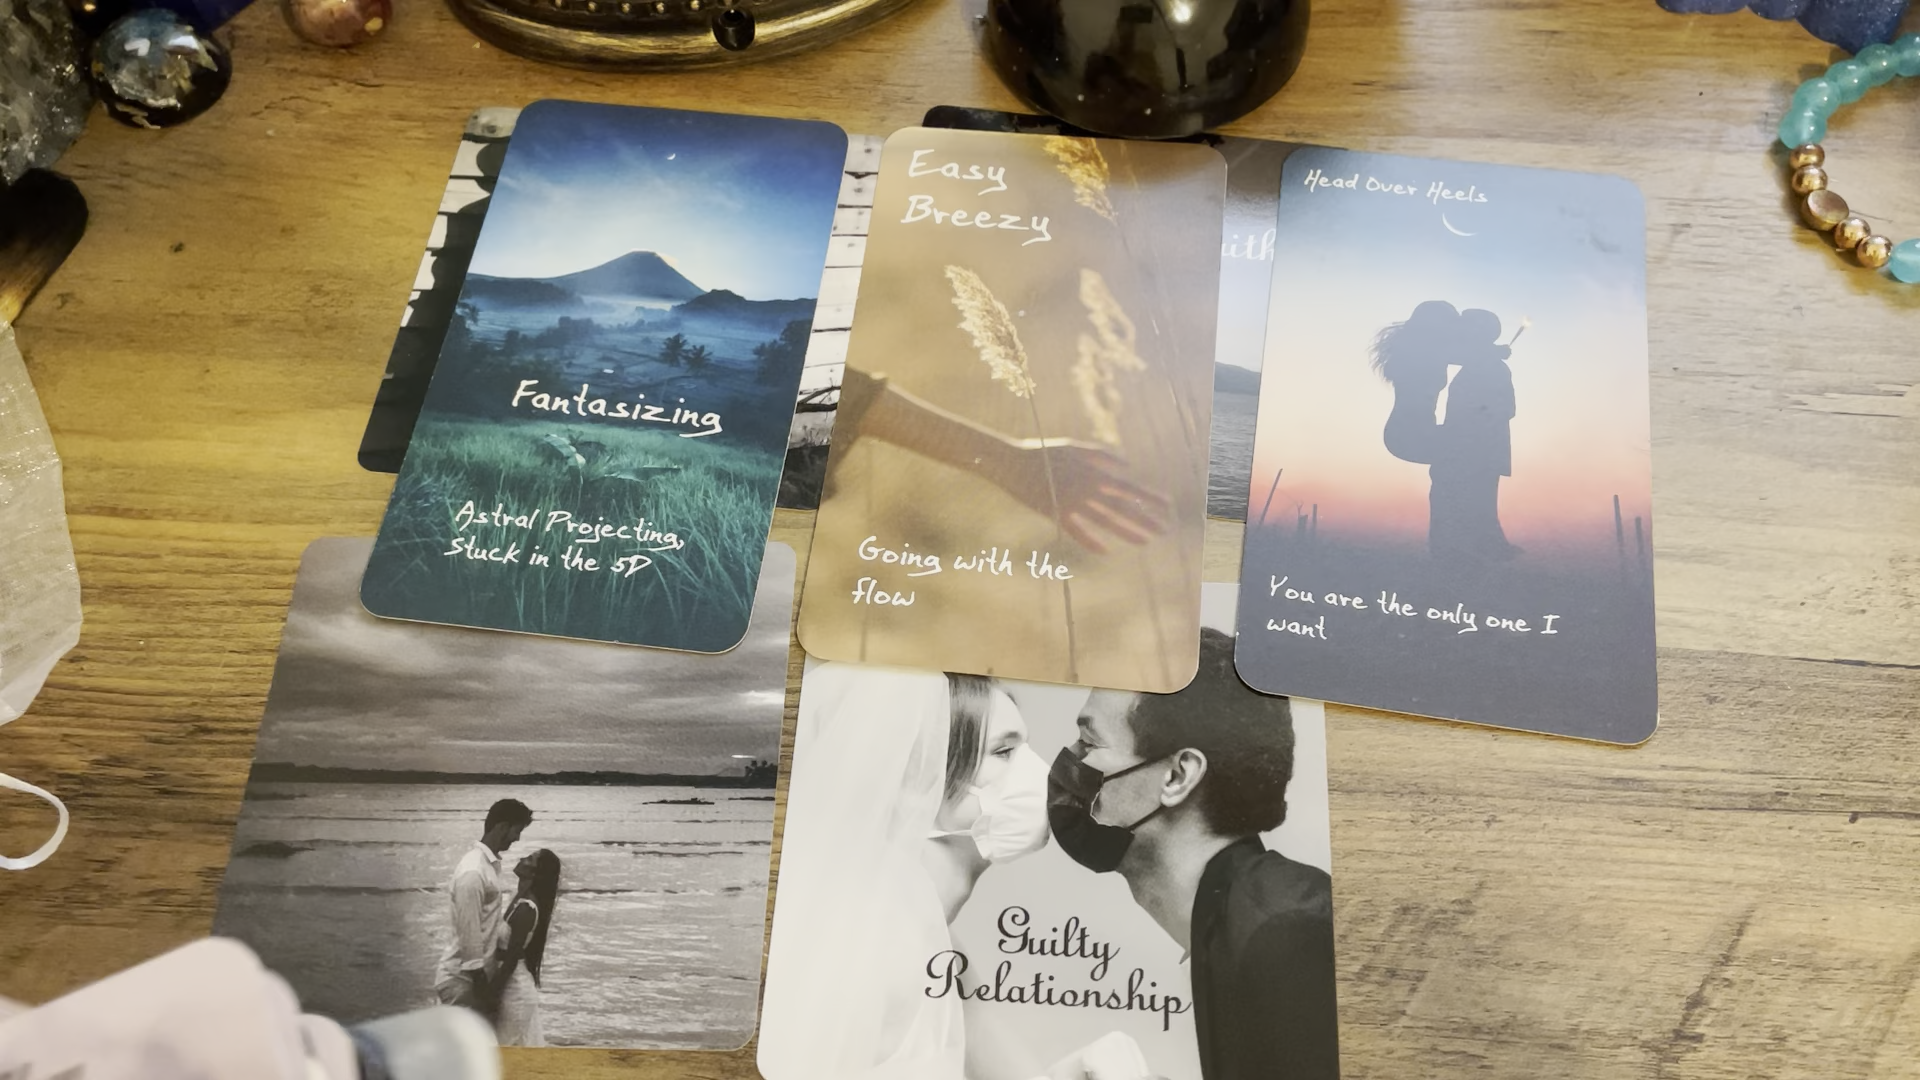 Fantasizing
Astral Projecting,
stuck in the 5D
Easy
Breezy
Going with the
flow
Head Over Heels
You are the only one I
want
Guilty
Relationship